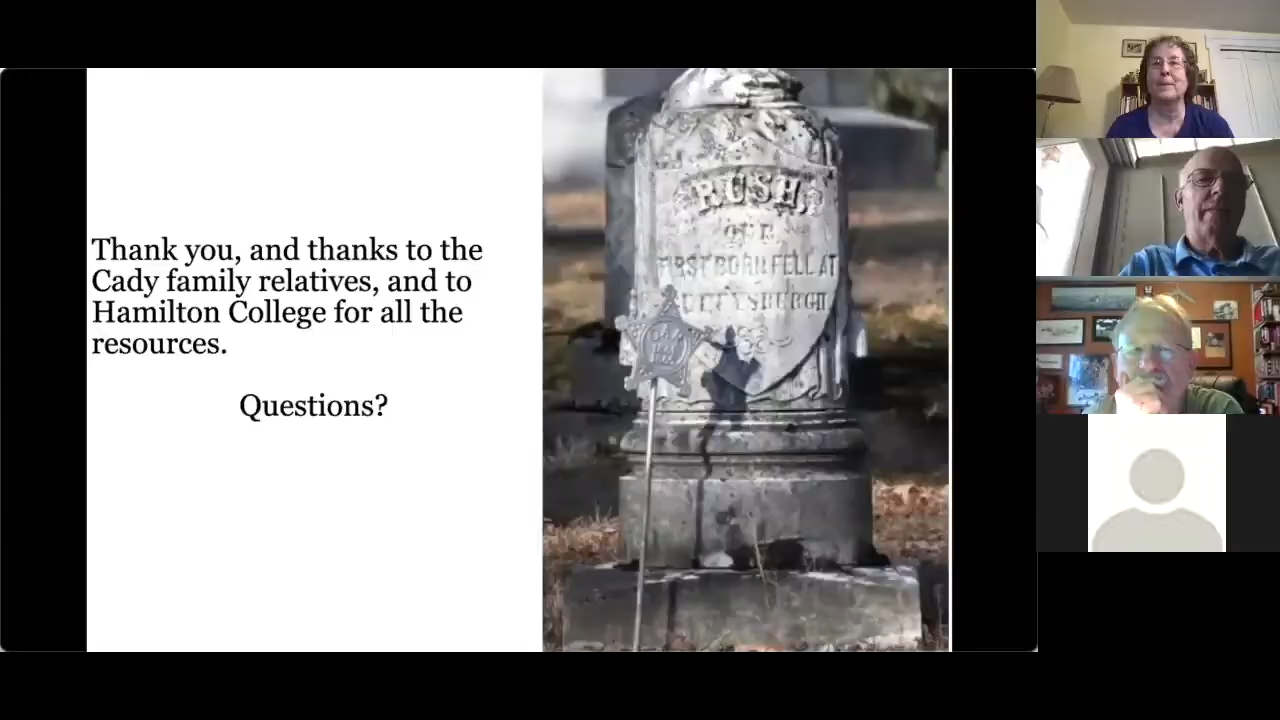 Thank you, and thanks to the
Cady family relatives, and to
Hamilton College for all the
resources.
Questions?
RUSH,
OUR
FIRST BORN FELL AT
GETTYSBURGH